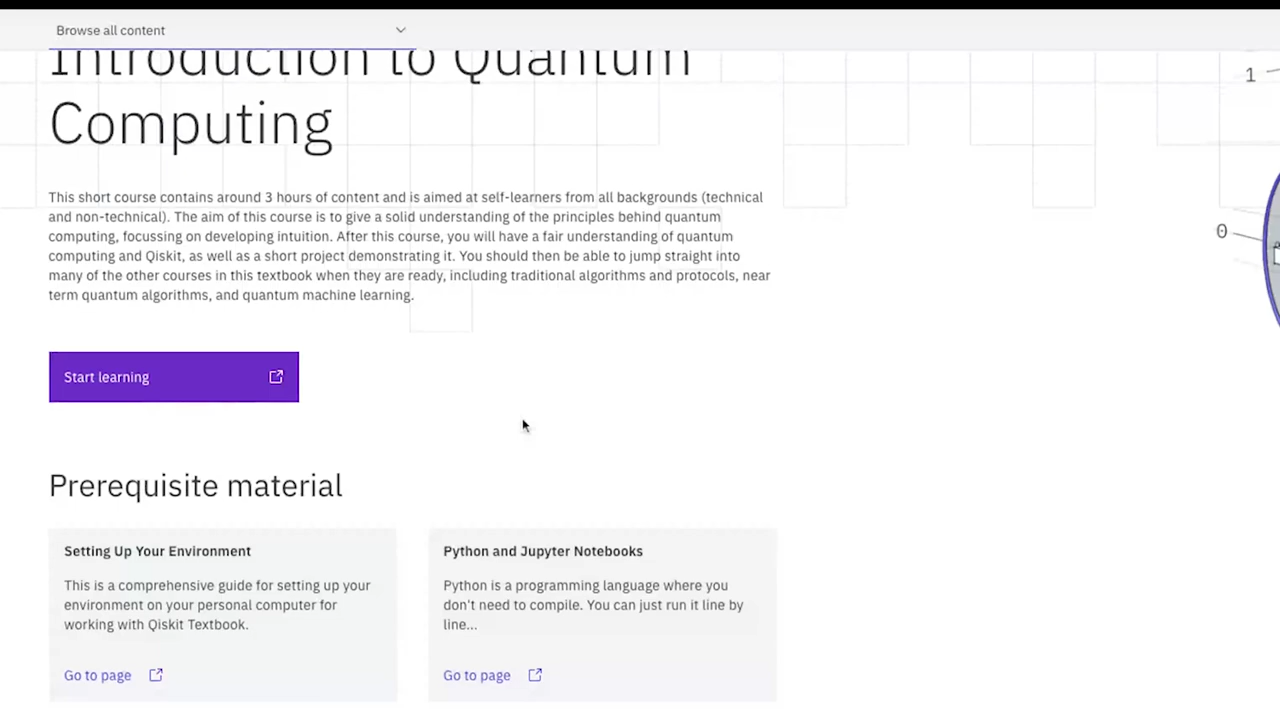 Browse all content
Introduction to Quantum
Computing
1
This short course contains around 3 hours of content and is aimed at self-learners from all backgrounds (technical
and non-technical). The aim of this course is to give a solid understanding of the principles behind quantum
computing, focussing on developing intuition. After this course, you will have a fair understanding of quantum
computing and Qiskit, as well as a short project demonstrating it. You should then be able to jump straight into
many of the other courses in this textbook when they are ready, including traditional algorithms and protocols, near
term quantum algorithms, and quantum machine learning.
0
Start learning
Prerequisite material
Setting Up Your Environment
This is a comprehensive guide for setting up your
environment on your personal computer for
working with Qiskit Textbook.
Go to page
Python and Jupyter Notebooks
Python is a programming language where you
don't need to compile. You can just run it line by
line...
Go to page